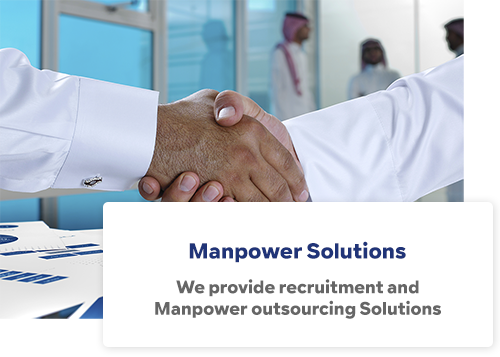 Manpower Solutions
We provide recruitment and
Manpower outsourcing Solutions